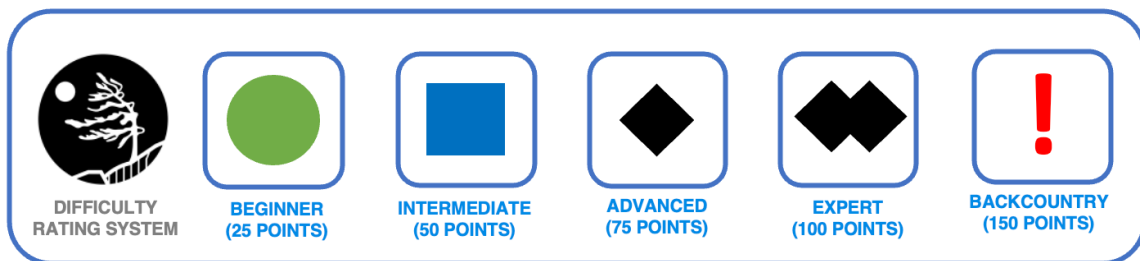 DIFFICULTY
RATING SYSTEM
BEGINNER
(25 POINTS)
INTERMEDIATE
(50 POINTS)
ADVANCED
(75 POINTS)
EXPERT
(100 POINTS)
!
BACKCOUNTRY
(150 POINTS)